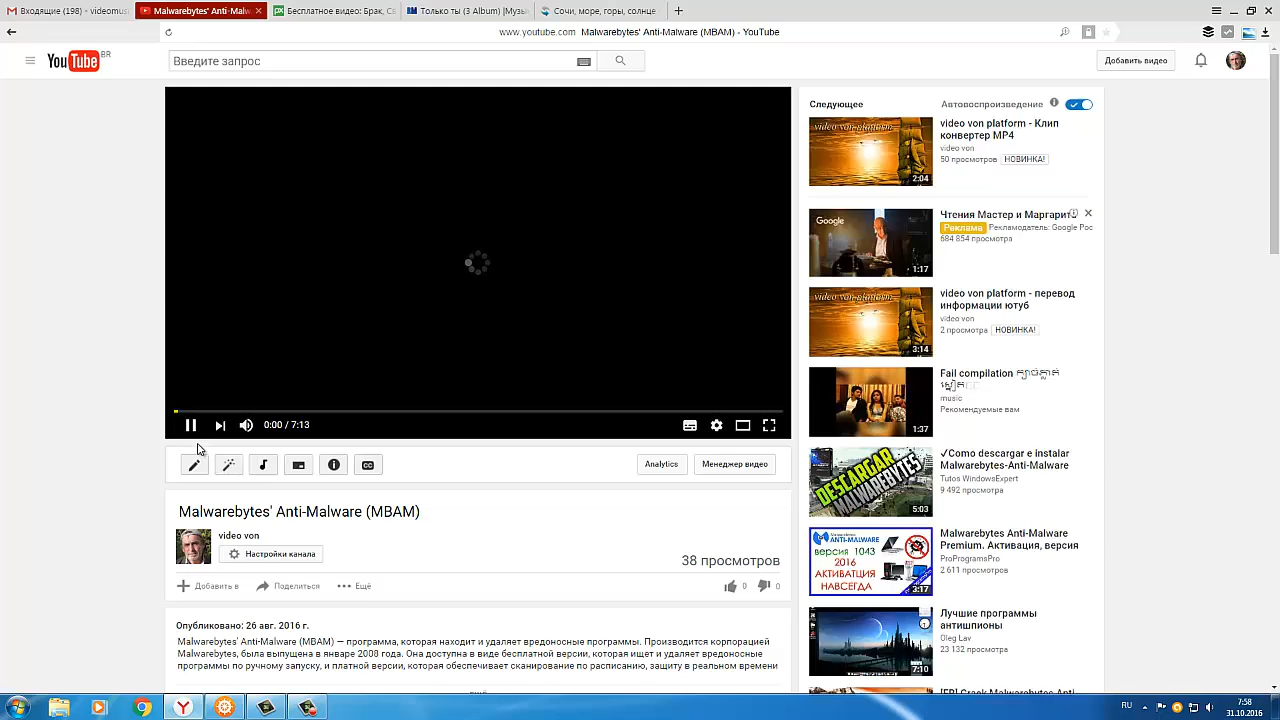 Входящие (198) - videomus
Malwarebytes' Anti-Malw
Бесплатное видео: Брак, Св
Только ты (3 Album) |Музы
Сочи, море, горы, солнце
www.youtube.com Malwarebytes' Anti-Malware (MBAM) - YouTube
YouTube BR
Введите запрос
Добавить видео
0:00 / 7:13
Analytics
Менеджер видео
Malwarebytes' Anti-Malware (MBAM)
video von
Настройки канала
38 просмотров
Добавить в
Поделиться
Ещё
0
0
Опубликовано: 26 авг. 2016 г.
Malwarebytes' Anti-Malware (MBAM) — программа, которая находит и удаляет вредоносные программы. Производится корпорацией
Malwarebytes, была выпущена в январе 2008 года. Она доступна в виде бесплатной версии, которая ищет и удаляет вредоносные
программы по ручному запуску, и платной версии, которая обеспечивает сканирование по расписанию, защиту в реальном времени
Следующее
Автовоспроизведение
video von platform
2:04
video von platform - Клип
конвертер MP4
video von
50 просмотров НОВИНКА!
Google
1:17
Чтения Мастер и Маргарит
Реклама Рекламодатель: Google Рос
684 854 просмотра
video von platform
3:14
video von platform - перевод
информации ютуб
video von
2 просмотра НОВИНКА!
1:37
Fail compilation
music
Рекомендуемые вам
DESCARGAR
MALWAREBYTES
5:03
✓Como descargar e instalar
Malwarebytes-Anti-Malware
Tutos WindowsExpert
9 492 просмотра
ANTI-MALWARE
версия 1043
2016
АКТИВАТЦИЯ
НАВСЕГДА
3:17
Malwarebytes Anti-Malware
Premium. Активация, версия
ProProgramsPro
2 611 просмотров
7:10
Лучшие программы
антишпионы
Oleg Lav
23 132 просмотра
RU
7:58
31.10.2016